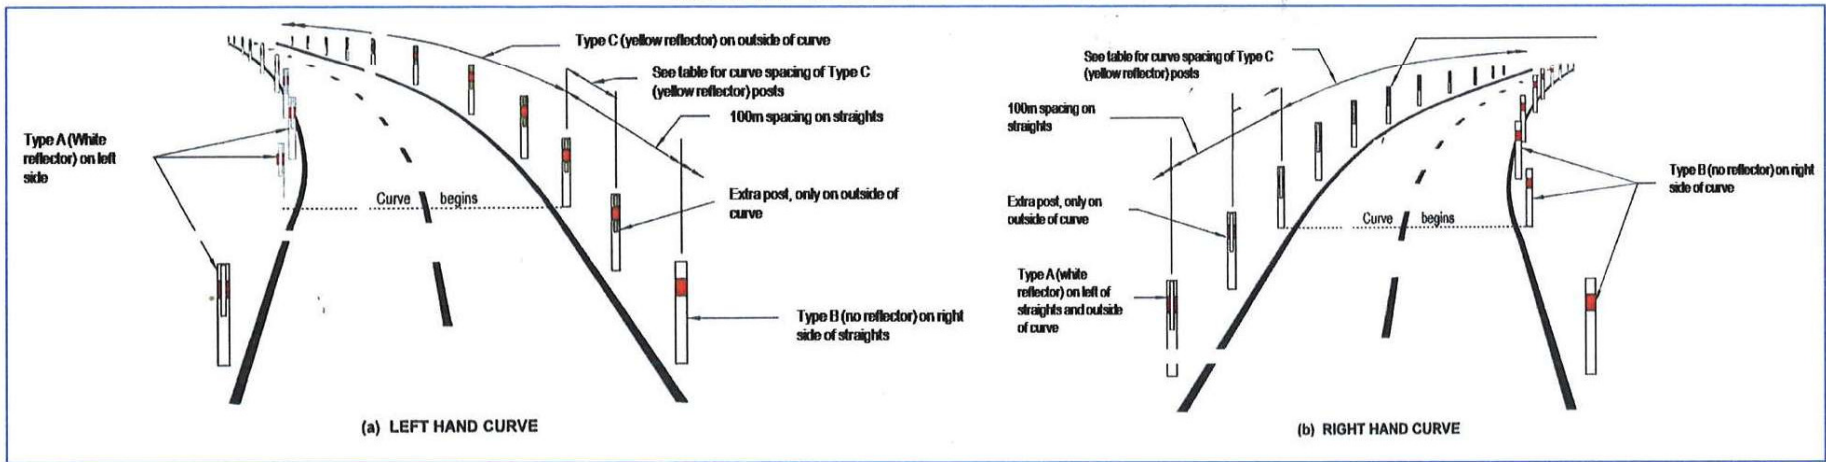 Type C (yellow reflector) on outside of curve
See table for curve spacing of Type C
(yellow reflector) posts
100m spacing on straights
Type A (White
reflector) on left
side
Curve begins
Extra post, only on outside of
curve
Type B (no reflector) on right
side of straights
(a) LEFT HAND CURVE
See table for curve spacing of Type C
(yellow reflector) posts
100m spacing on
straights
Type B (no reflector) on right
side of curve
Extra post, only on
outside of curve
Curve begins
Type A (white
reflector) on left of
straights and outside
of curve
(b) RIGHT HAND CURVE